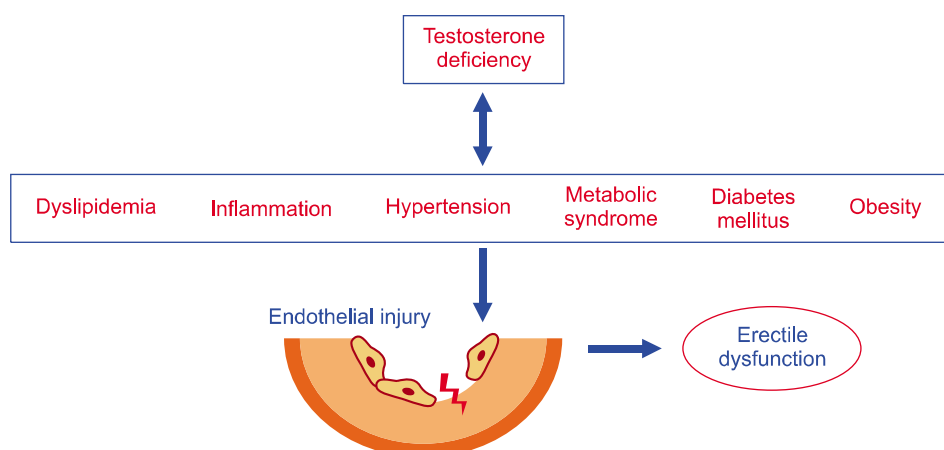 Testosterone
deficiency
Dyslipidemia
Inflammation
Hypertension
Metabolic
syndrome
Diabetes
mellitus
Obesity
Endothelial injury
Erectile
dysfunction